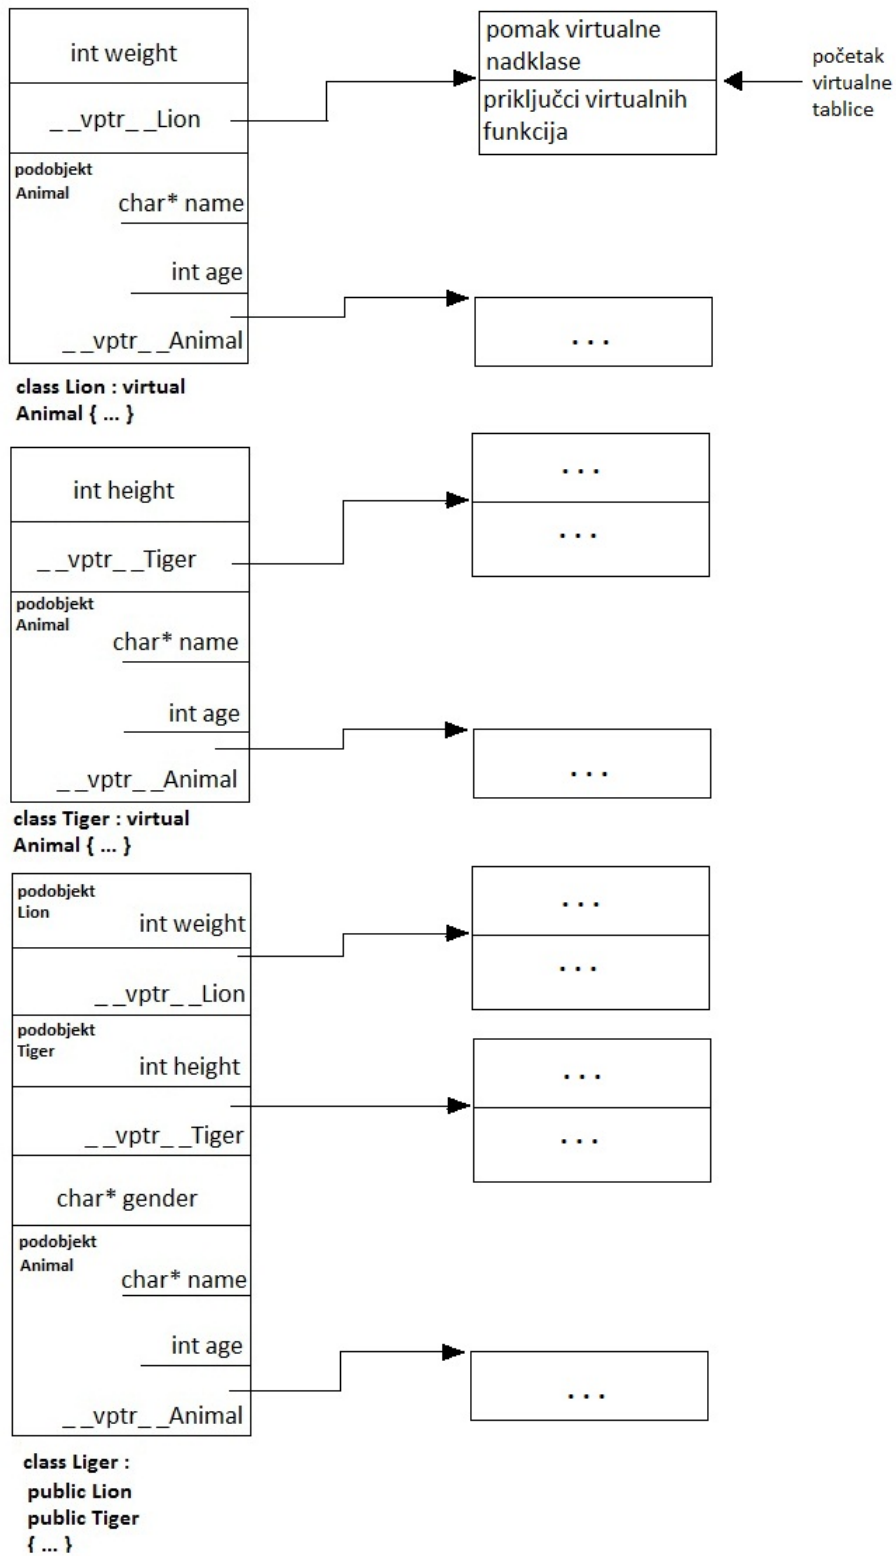 int weight
_ _vptr_ _Lion
podobjekt
Animal
char* name
int age
_ _vptr_ _Animal
class Lion : virtual
Animal { ... }
pomak virtualne
nadklase
priključci virtualnih
funkcija
početak
virtualne
tablice
. . .
int height
_ _vptr_ _Tiger
podobjekt
Animal
char* name
int age
_ _vptr_ _Animal
class Tiger : virtual
Animal { ... }
. . .
. . .
. . .
podobjekt
Lion
int weight
_ _vptr_ _Lion
podobjekt
Tiger
int height
_ _vptr_ _Tiger
char* gender
podobjekt
Animal
char* name
int age
_ _vptr_ _Animal
class Liger :
public Lion
public Tiger
{ ... }
. . .
. . .
. . .
. . .
. . .